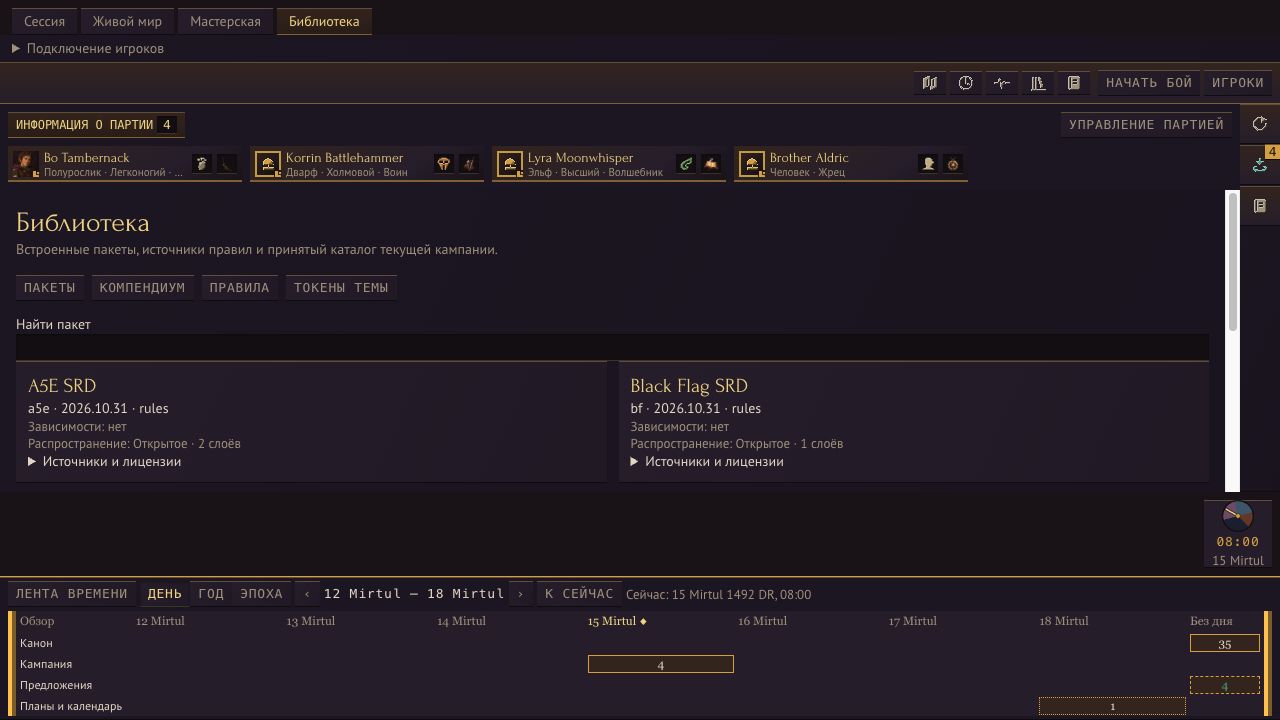 Сессия Живой мир Мастерская Библиотека
▶ Подключение игроков
НАЧАТЬ БОЙ ИГРОКИ
ИНФОРМАЦИЯ О ПАРТИИ 4 УПРАВЛЕНИЕ ПАРТИЕЙ
4
Bo Tambernack
Полурослик · Легконогий · ...
Korrin Battlehammer
Дварф · Холмовой · Воин
Lyra Moonwhisper
Эльф · Высший · Волшебник
Brother Aldric
Человек · Жрец
Библиотека
Встроенные пакеты, источники правил и принятый каталог текущей кампании.
ПАКЕТЫ КОМПЕНДИУМ ПРАВИЛА ТОКЕНЫ ТЕМЫ
Найти пакет
A5E SRD
a5e · 2026.10.31 · rules
Зависимости: нет
Распространение: Открытое · 2 слоёв
▶ Источники и лицензии
Black Flag SRD
bf · 2026.10.31 · rules
Зависимости: нет
Распространение: Открытое · 1 слоёв
▶ Источники и лицензии
08:00
15 Mirtul
ЛЕНТА ВРЕМЕНИ ДЕНЬ ГОД ЭПОХА ‹ 12 Mirtul – 18 Mirtul › К СЕЙЧАС Сейчас: 15 Mirtul 1492 DR, 08:00
Обзор 12 Mirtul 13 Mirtul 14 Mirtul 15 Mirtul ♦ 16 Mirtul 17 Mirtul 18 Mirtul Без дня
Канон 35
Кампания 4
Предложения 4
Планы и календарь 1